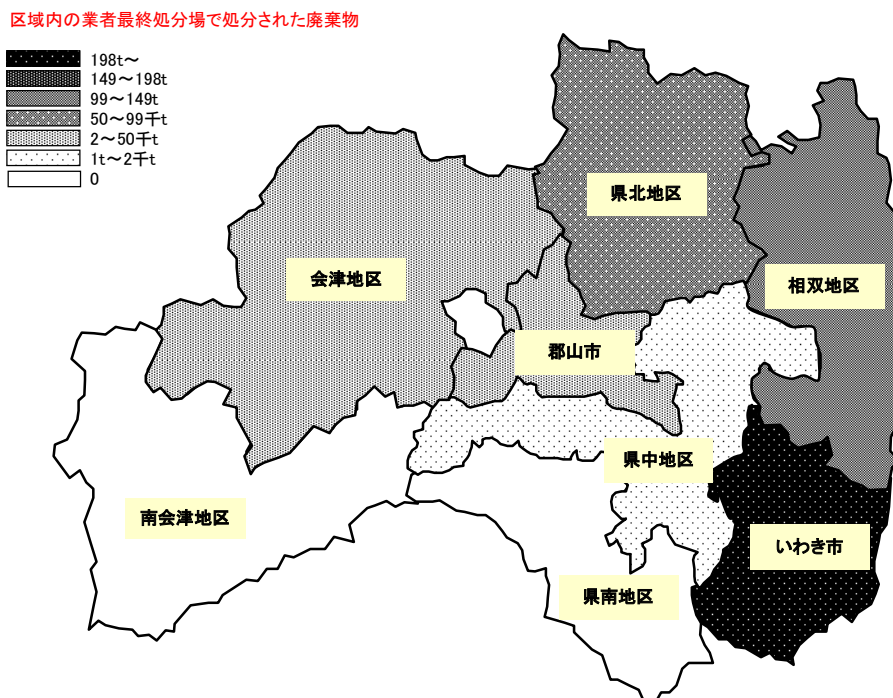 区域内の業者最終処分場で処分された廃棄物
198t～
149～198t
99～149t
50～99千t
2～50千t
1t～2千t
0
県北地区
会津地区
相双地区
郡山市
県中地区
南会津地区
いわき市
県南地区